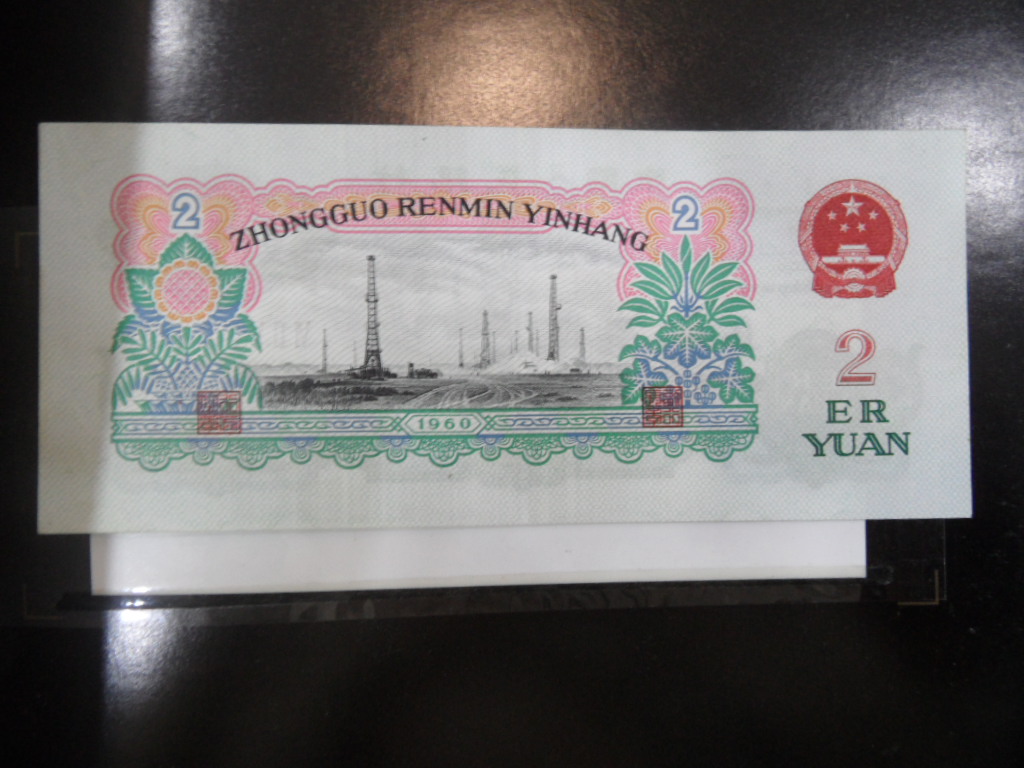 2
2
ZHONGGUO RENMIN YINHANG
1960
2
ER
YUAN